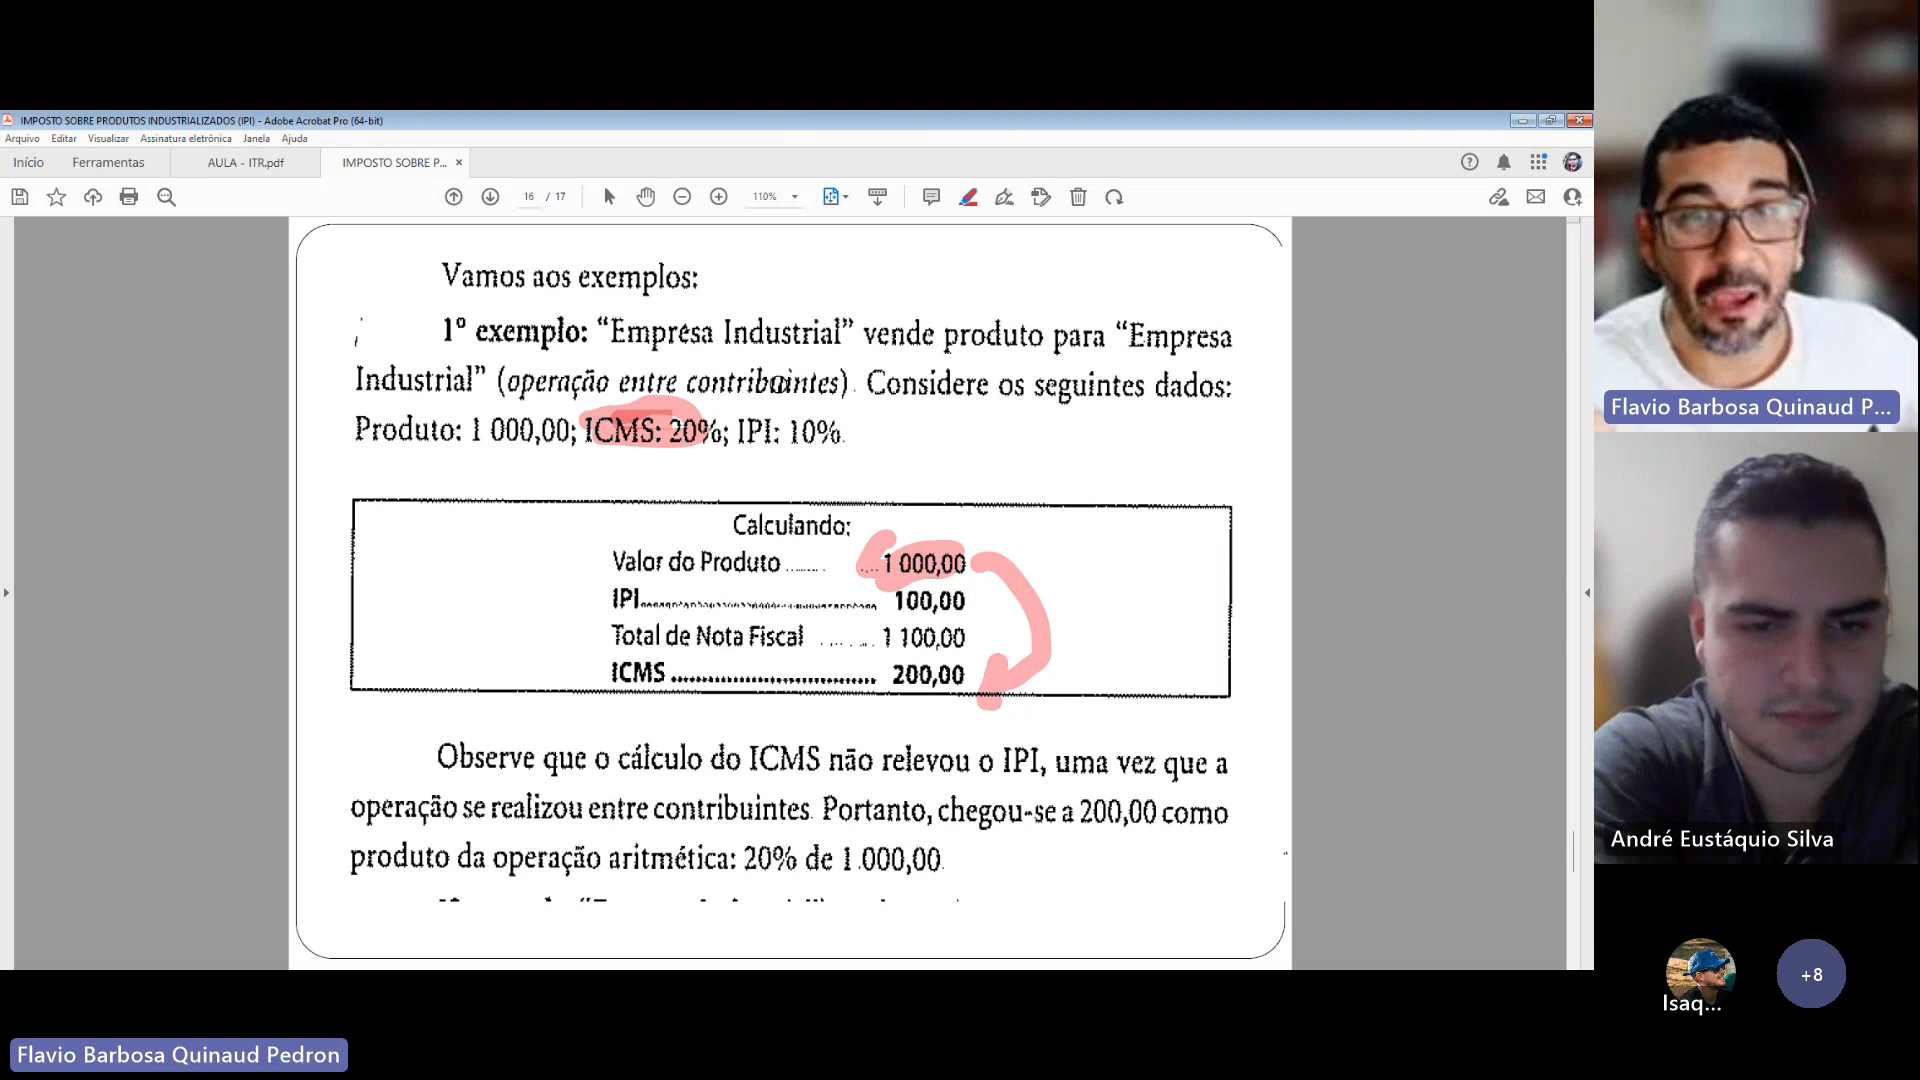 IMPOSTO SOBRE PRODUTOS INDUSTRIALIZADOS (IPI) - Adobe Acrobat Pro (64-bit)
Arquivo Editar Visualizar Assinatura eletrônica Janela Ajuda
Início Ferramentas AULA - ITR.pdf IMPOSTO SOBRE P... ×
16 / 17 110%
Vamos aos exemplos:
1º exemplo: “Empresa Industrial” vende produto para “Empresa
Industrial” (operação entre contribuintes). Considere os seguintes dados:
Produto: 1 000,00; ICMS: 20%; IPI: 10%.
Calculando:
Valor do Produto ........ .... 1 000,00
IPI........................................ 100,00
Total de Nota Fiscal ......... 1 100,00
ICMS .................................. 200,00
Observe que o cálculo do ICMS não relevou o IPI, uma vez que a
operação se realizou entre contribuintes. Portanto, chegou-se a 200,00 como
produto da operação aritmética: 20% de 1.000,00.
Flavio Barbosa Quinaud P...
André Eustáquio Silva
Isaq...
+8
Flavio Barbosa Quinaud Pedron